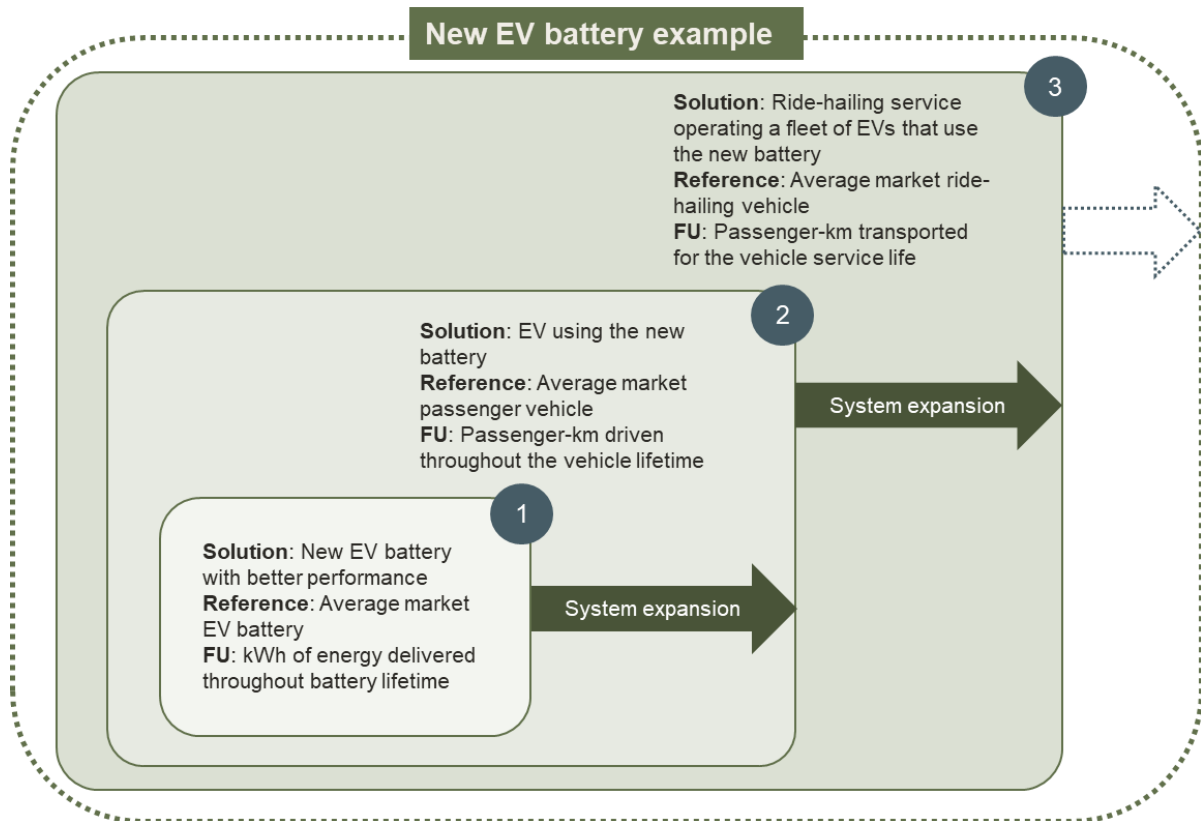 New EV battery example
3
Solution: Ride-hailing service
operating a fleet of EVs that use
the new battery
Reference: Average market ride-
hailing vehicle
FU: Passenger-km transported
for the vehicle service life
2
Solution: EV using the new
battery
Reference: Average market
passenger vehicle
FU: Passenger-km driven
throughout the vehicle lifetime
System expansion
1
Solution: New EV battery
with better performance
Reference: Average market
EV battery
FU: kWh of energy delivered
throughout battery lifetime
System expansion